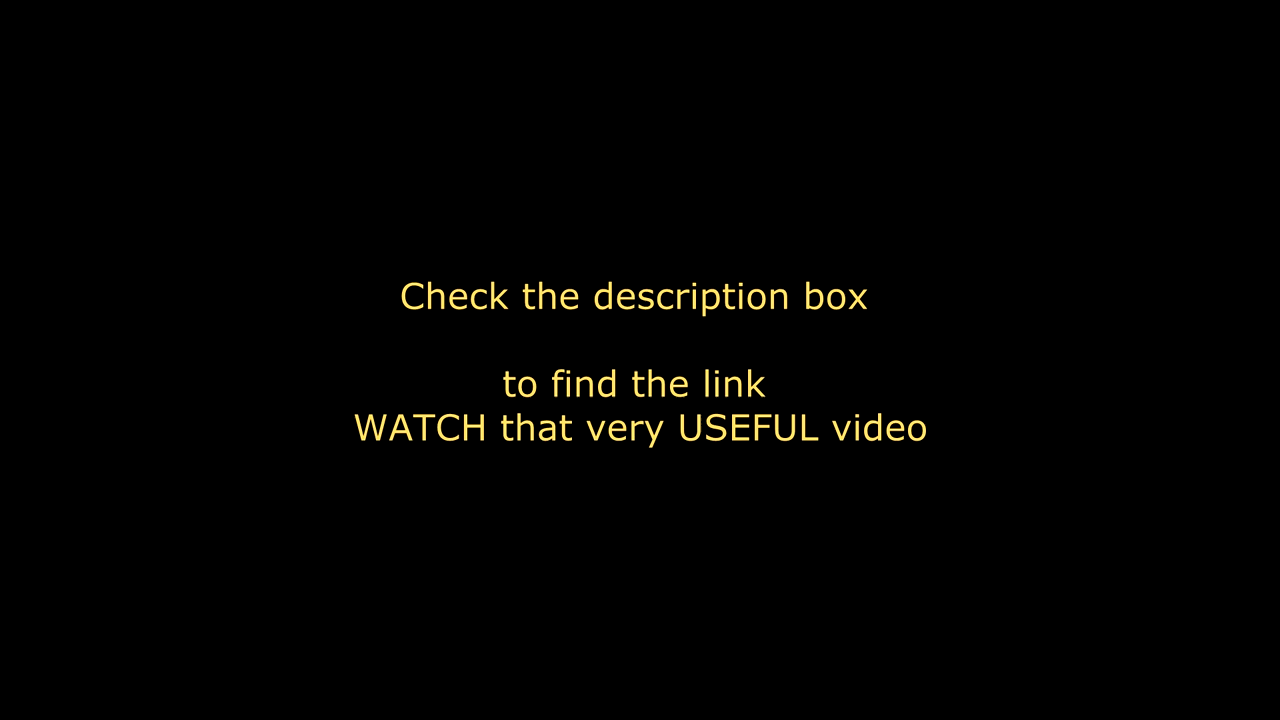 Check the description box
to find the link
WATCH that very USEFUL video